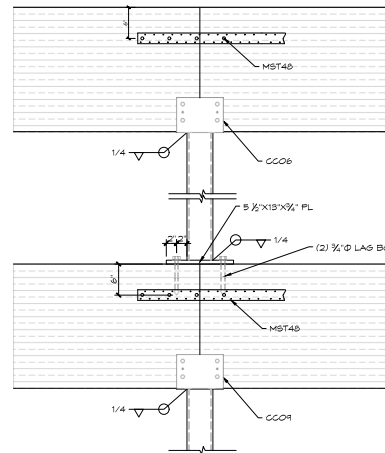 6"
MST48
CC06
1/4
5 ½"X13"X¾" PL
2" 2"
1/4
(2) ¾"Φ LAG BO
6"
MST48
CC09
1/4